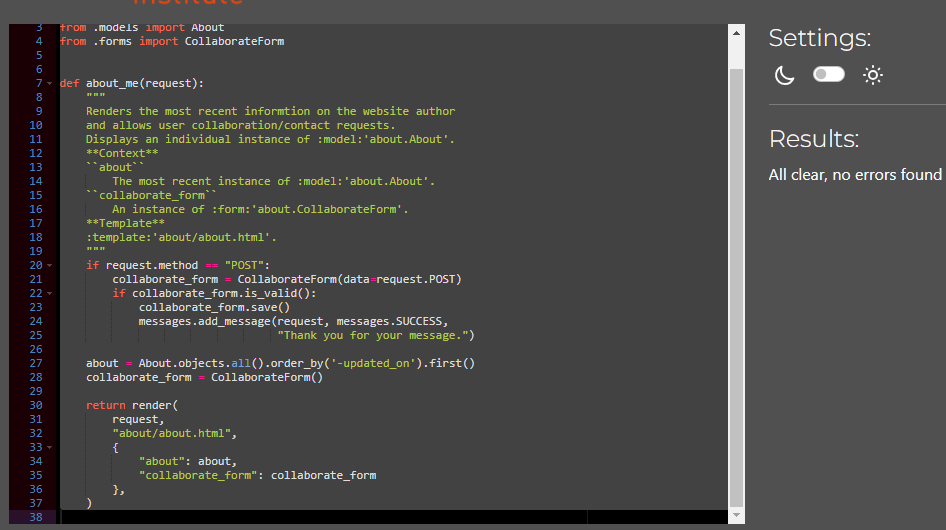 Institute
3 from .models import About
4 from .forms import CollaborateForm
5
6
7 def about_me(request):
8 """
9 Renders the most recent informtion on the website author
10 and allows user collaboration/contact requests.
11 Displays an individual instance of :model:'about.About'.
12 **Context**
13 ``about``
14 The most recent instance of :model:'about.About'.
15 ``collaborate_form``
16 An instance of :form:'about.CollaborateForm'.
17 **Template**
18 :template:'about/about.html'.
19 """
20 if request.method == "POST":
21 collaborate_form = CollaborateForm(data=request.POST)
22 if collaborate_form.is_valid():
23 collaborate_form.save()
24 messages.add_message(request, messages.SUCCESS,
25 "Thank you for your message.")
26
27 about = About.objects.all().order_by('-updated_on').first()
28 collaborate_form = CollaborateForm()
29
30 return render(
31 request,
32 "about/about.html",
33 {
34 "about": about,
35 "collaborate_form": collaborate_form
36 },
37 )
38
Settings:
Results:
All clear, no errors found